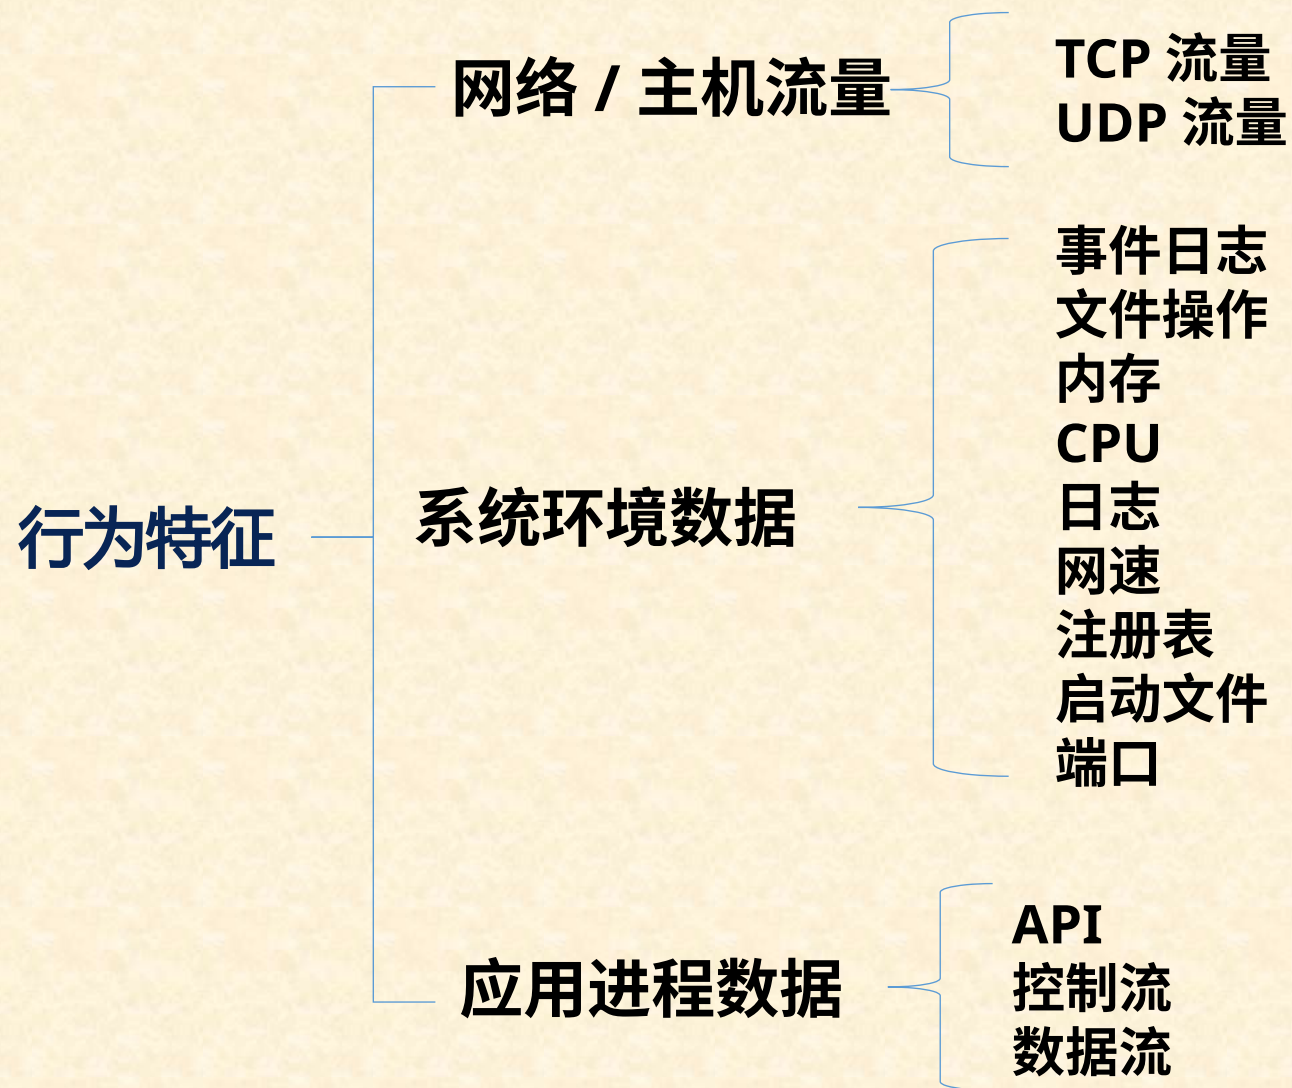 行为特征
网络 / 主机流量
TCP 流量
UDP 流量
系统环境数据
事件日志
文件操作
内存
CPU
日志
网速
注册表
启动文件
端口
应用进程数据
API
控制流
数据流